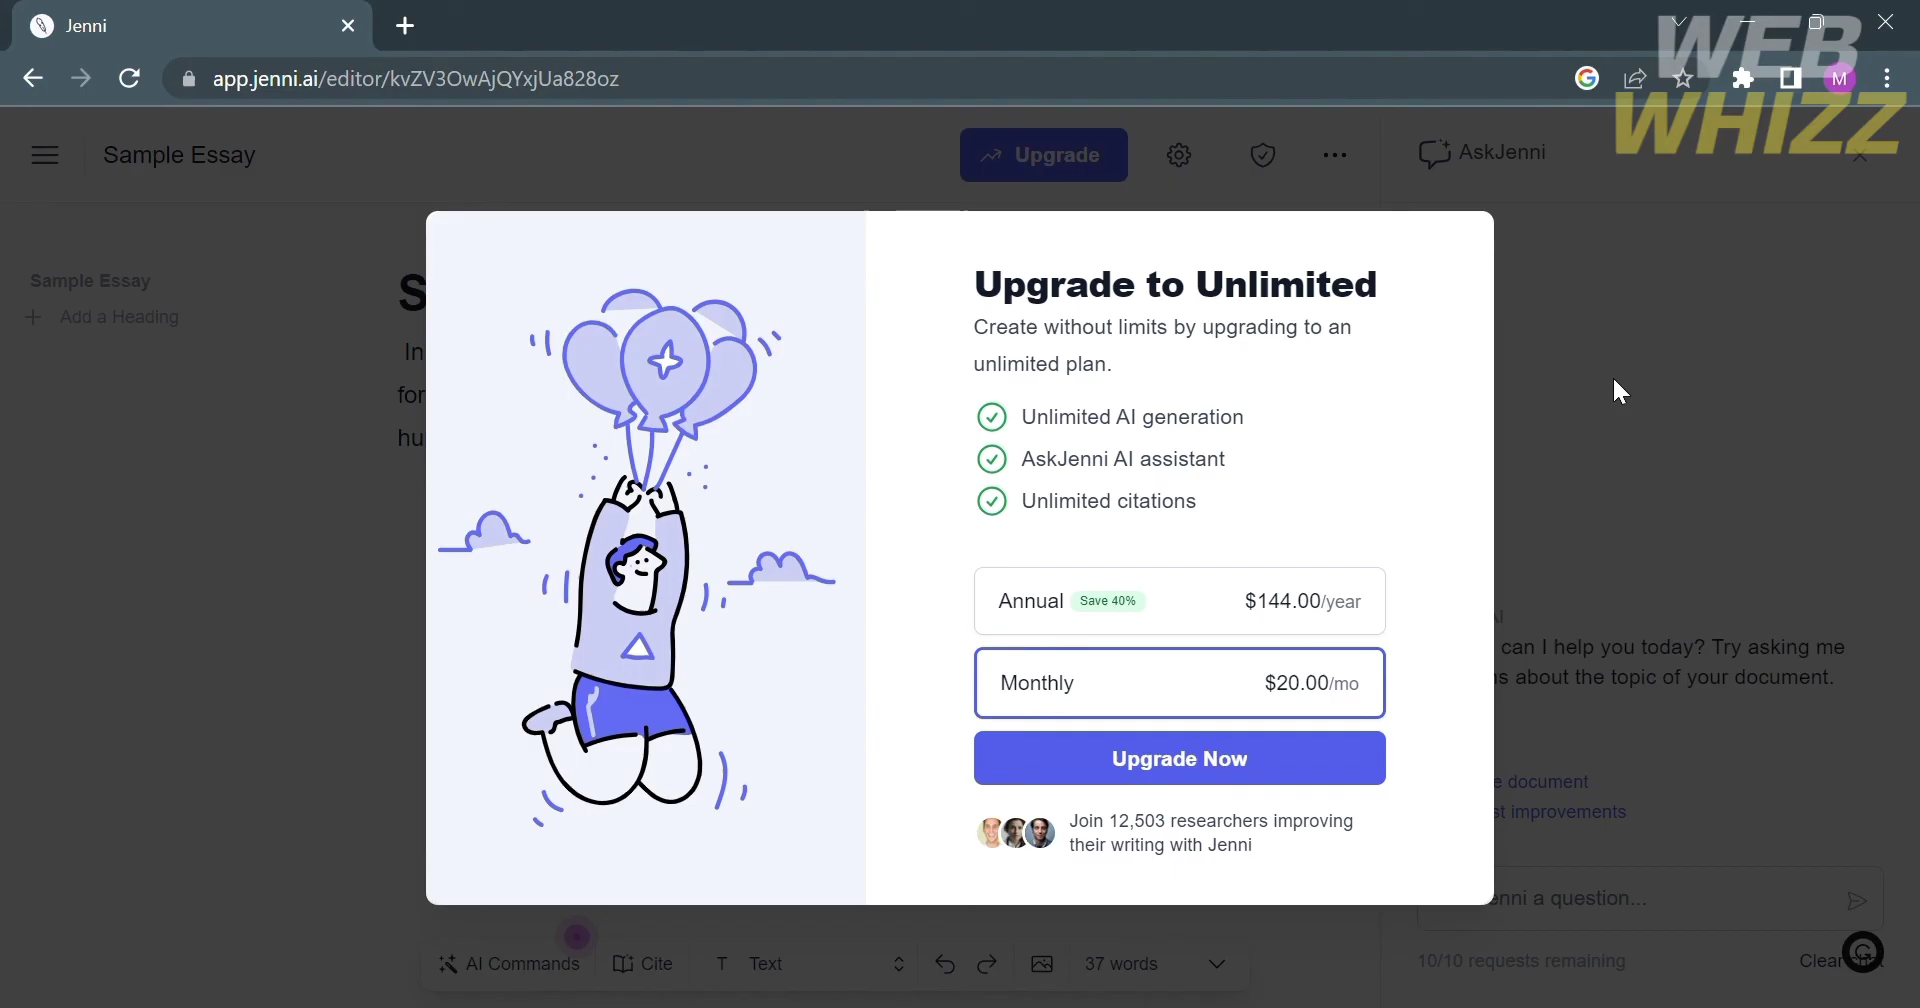 Jenni
app.jenni.ai/editor/kvZV3OwAjQYxjUa828oz
M
WEB
WHIZZ
Sample Essay
Upgrade
AskJenni
Sample Essay
Add a Heading
S
In
for
hu
Upgrade to Unlimited
Create without limits by upgrading to an
unlimited plan.
Unlimited AI generation
AskJenni AI assistant
Unlimited citations
Annual Save 40% $144.00/year
Monthly $20.00/mo
Upgrade Now
Join 12,503 researchers improving
their writing with Jenni
can I help you today? Try asking me
about the topic of your document.
document
improvements
a question...
10/10 requests remaining
Clear
AI Commands
Cite
T Text
37 words